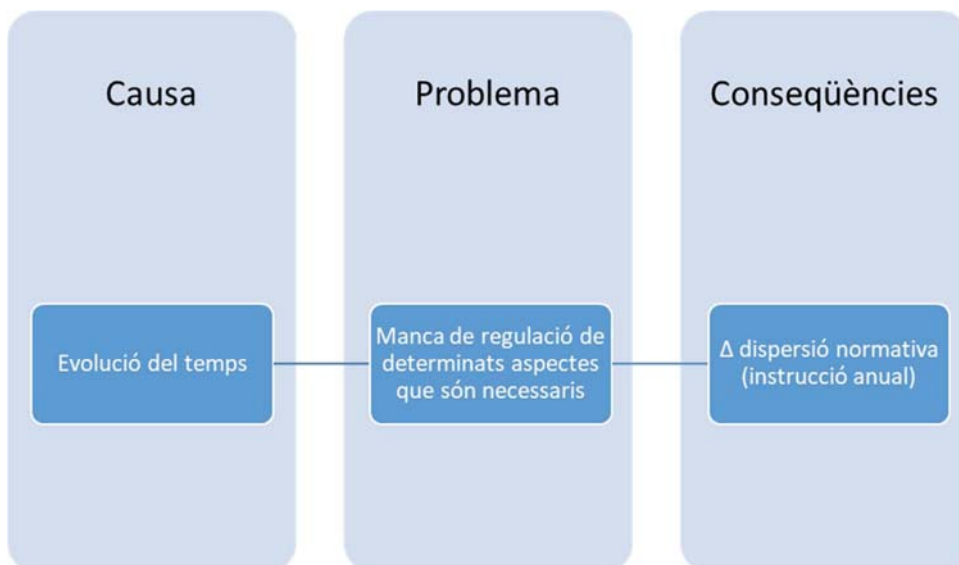 Causa
Problema
Conseqüències
Evolució del temps
Manca de regulació de
determinats aspectes
que són necessaris
Δ dispersió normativa
(instrucció anual)